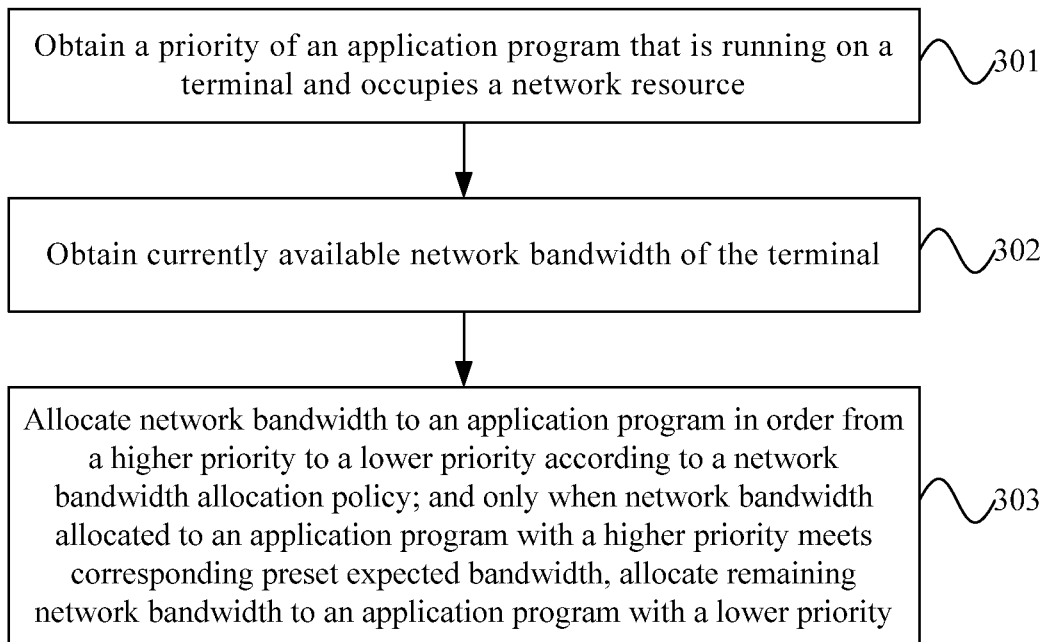 Obtain a priority of an application program that is running on a
terminal and occupies a network resource
301
Obtain currently available network bandwidth of the terminal
302
Allocate network bandwidth to an application program in order from
a higher priority to a lower priority according to a network
bandwidth allocation policy; and only when network bandwidth
allocated to an application program with a higher priority meets
corresponding preset expected bandwidth, allocate remaining
network bandwidth to an application program with a lower priority
303